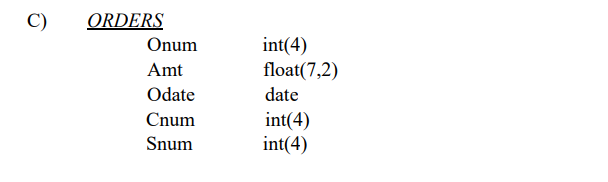 C) ORDERS
Onum int(4)
Amt float(7,2)
Odate date
Cnum int(4)
Snum int(4)